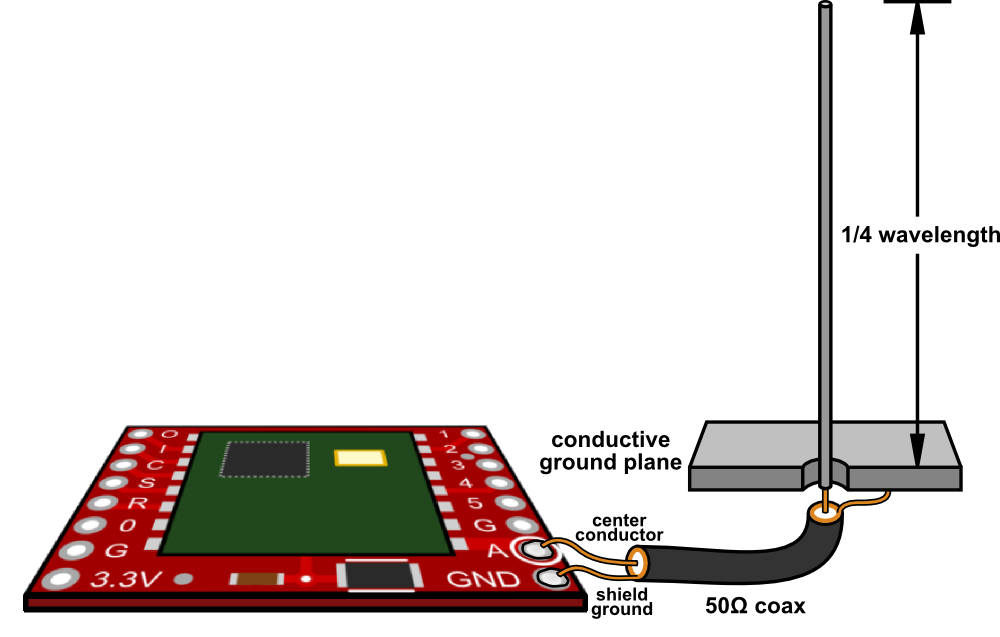 1/4 wavelength
conductive
ground plane
O
I
C
S
R
0
G
3.3V
1
2
3
4
5
G
A
GND
center
conductor
shield
ground
50Ω coax